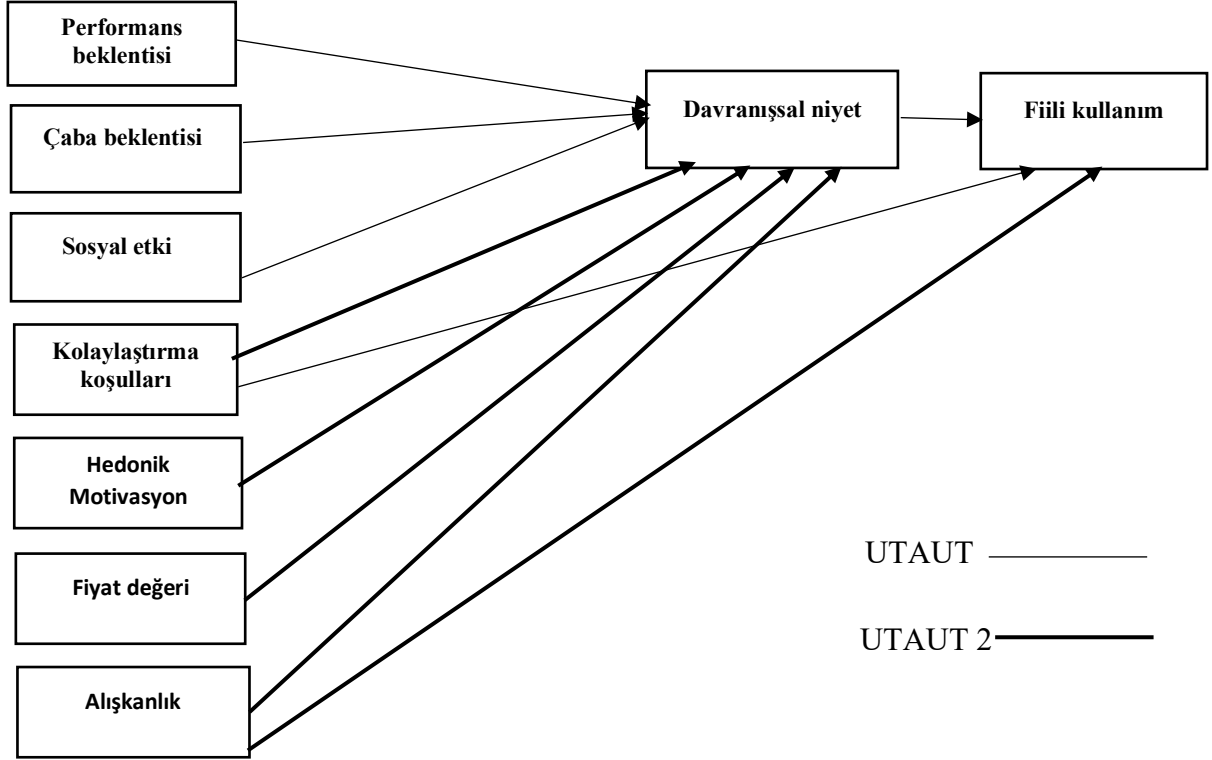 Performans
beklentisi
Çaba beklentisi
Sosyal etki
Kolaylaştırma
koşulları
Hedonik
Motivasyon
Fiyat değeri
Alışkanlık
Davranışsal niyet
Fiili kullanım
UTAUT
UTAUT 2